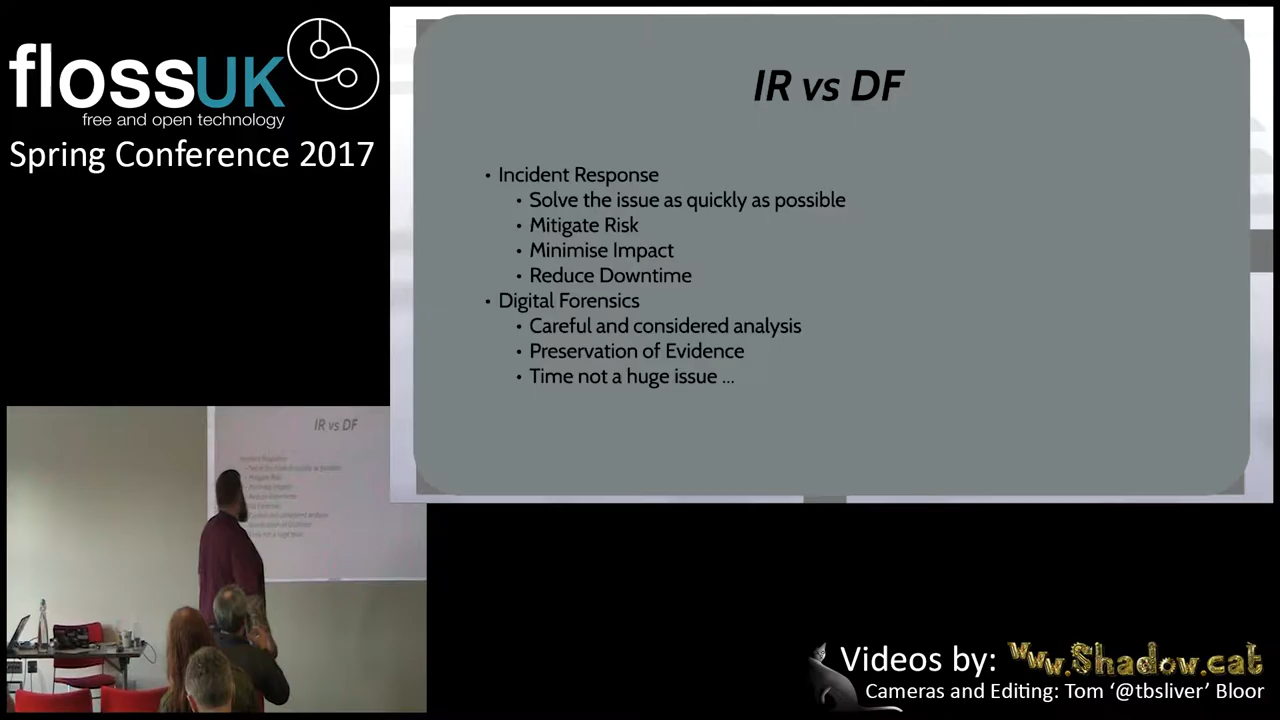 flossUK
free and open technology
Spring Conference 2017
IR vs DF
• Incident Response
• Solve the issue as quickly as possible
• Mitigate Risk
• Minimise Impact
• Reduce Downtime
• Digital Forensics
• Careful and considered analysis
• Preservation of Evidence
• Time not a huge issue ...
IR vs DF
Videos by: Www.Shadow.cat
Cameras and Editing: Tom ‘@tbsliver’ Bloor